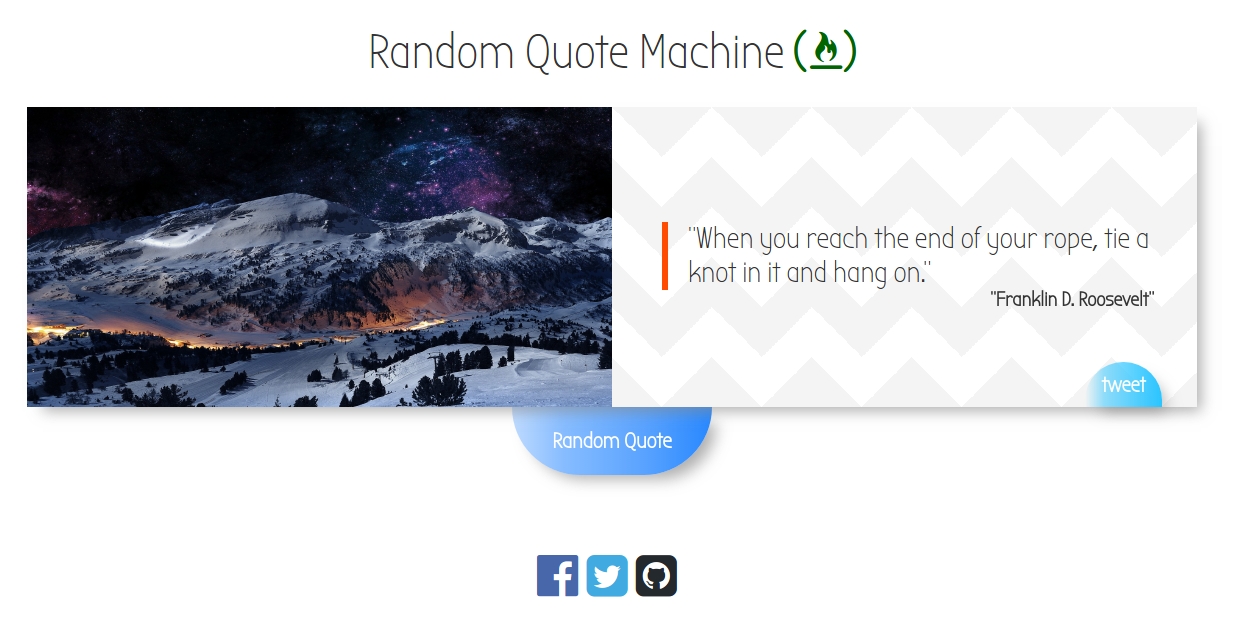 Random Quote Machine
"When you reach the end of your rope, tie a
knot in it and hang on."
"Franklin D. Roosevelt"
tweet
Random Quote